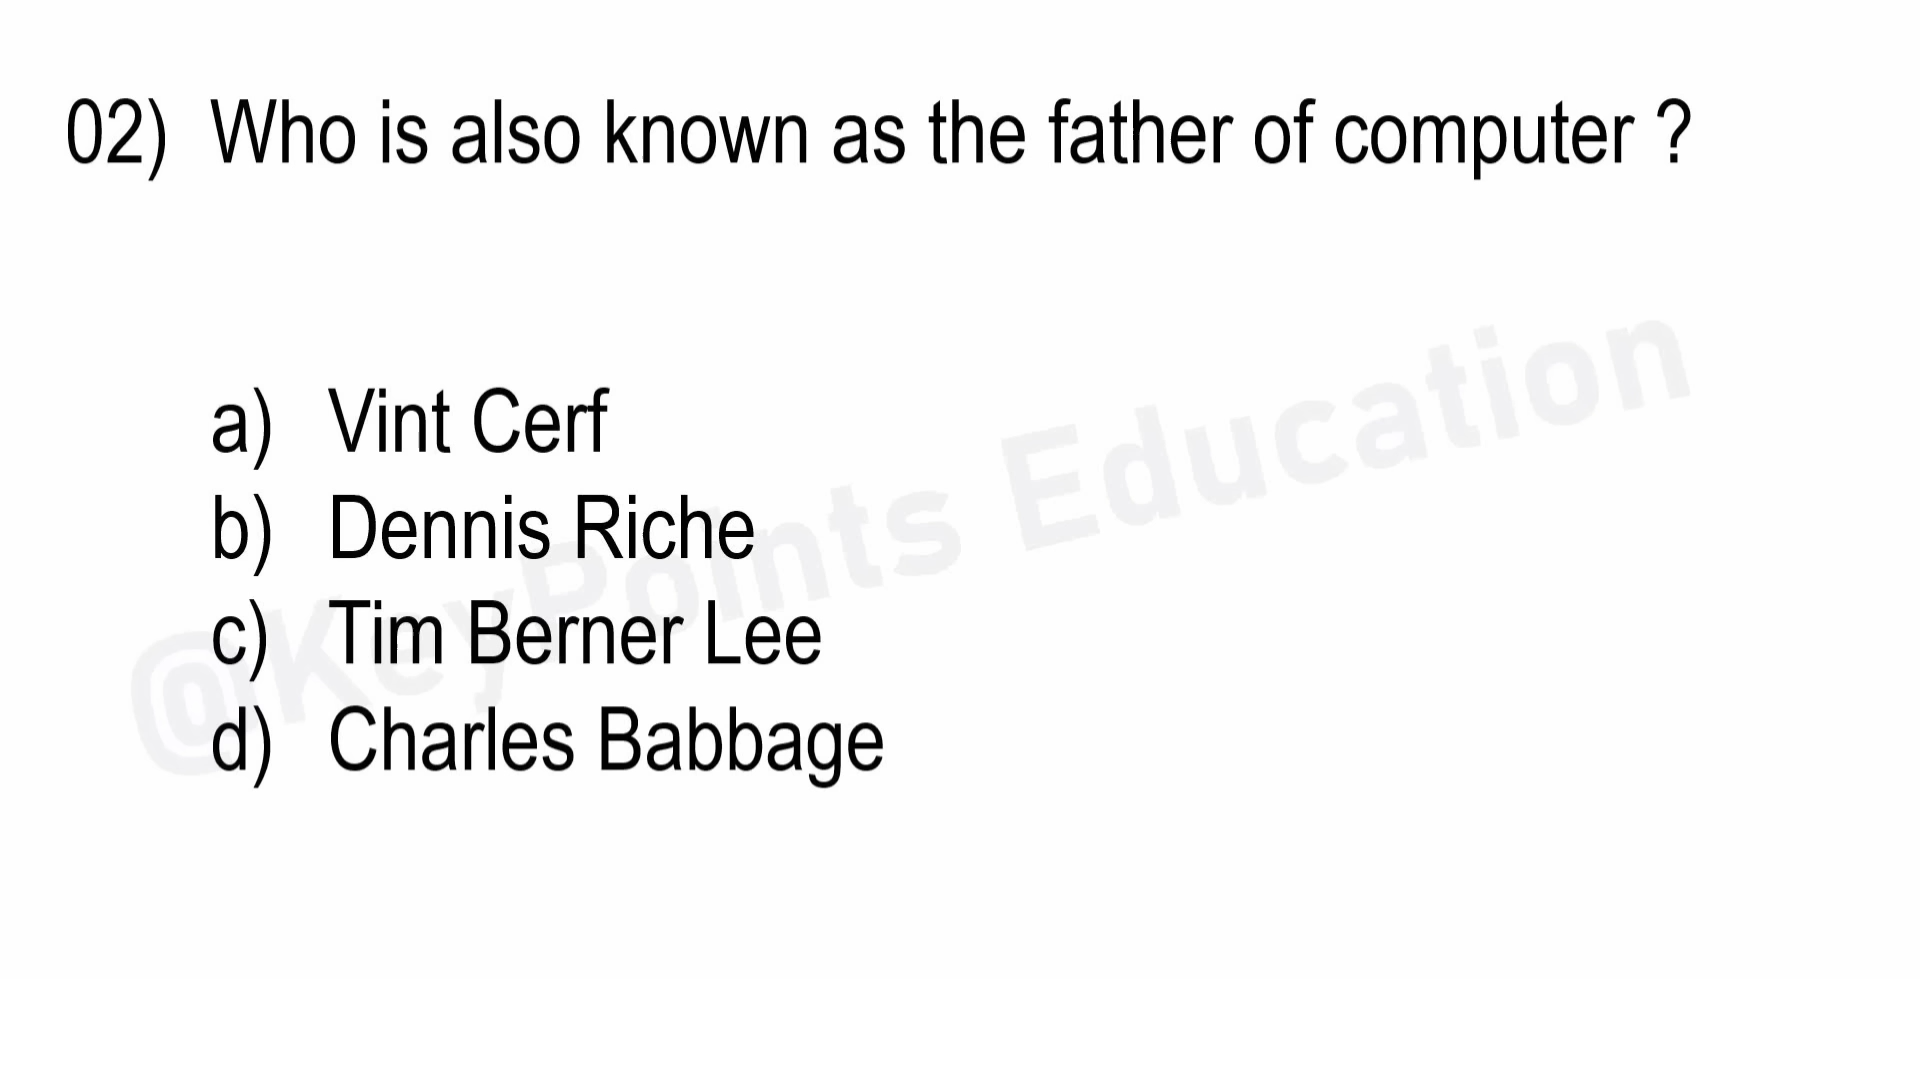 02) Who is also known as the father of computer ?
a) Vint Cerf
b) Dennis Riche
c) Tim Berner Lee
d) Charles Babbage
@KeyPoints Education